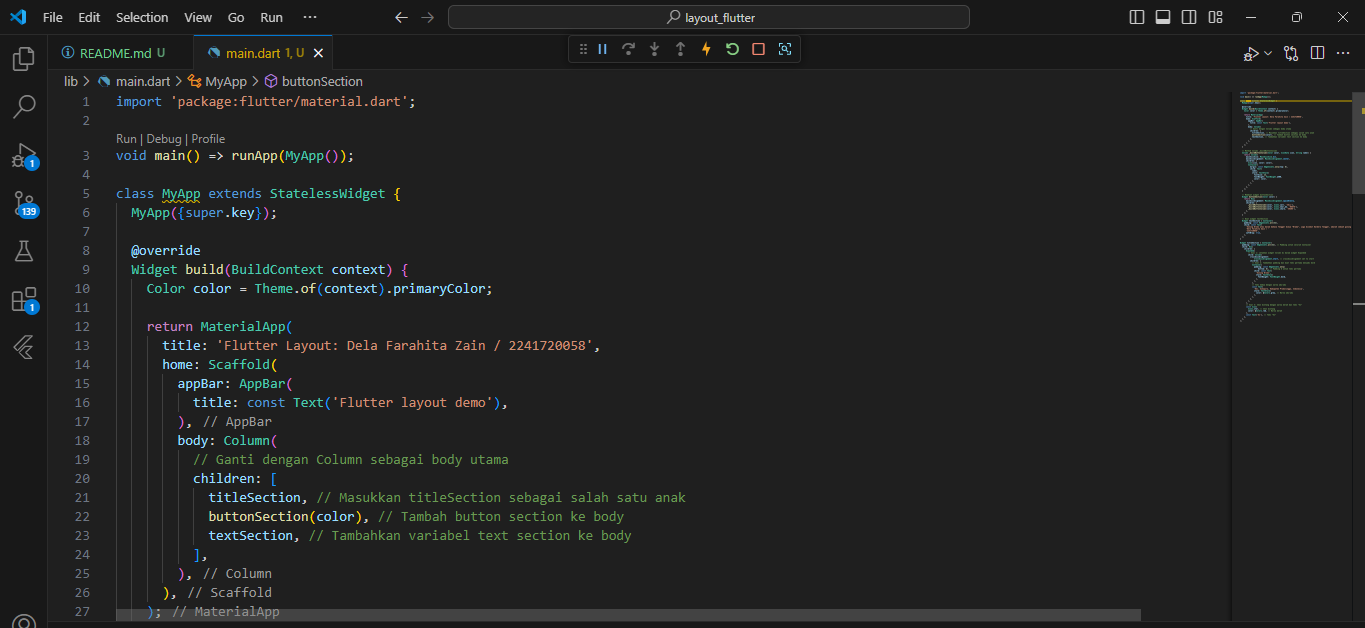 File Edit Selection View Go Run ··· layout_flutter
README.md U main.dart 1, U
lib > main.dart > MyApp > buttonSection
1 import 'package:flutter/material.dart';
2
Run | Debug | Profile
3 void main() => runApp(MyApp());
4
5 class MyApp extends StatelessWidget {
6 MyApp({super.key});
7
8 @override
9 Widget build(BuildContext context) {
10 Color color = Theme.of(context).primaryColor;
11
12 return MaterialApp(
13 title: 'Flutter Layout: Dela Farahita Zain / 2241720058',
14 home: Scaffold(
15 appBar: AppBar(
16 title: const Text('Flutter layout demo'),
17 ), // AppBar
18 body: Column(
19 // Ganti dengan Column sebagai body utama
20 children: [
21 titleSection, // Masukkan titleSection sebagai salah satu anak
22 buttonSection(color), // Tambah button section ke body
23 textSection, // Tambahkan variabel text section ke body
24 ],
25 ), // Column
26 ), // Scaffold
27 ); // MaterialApp
1
139
1